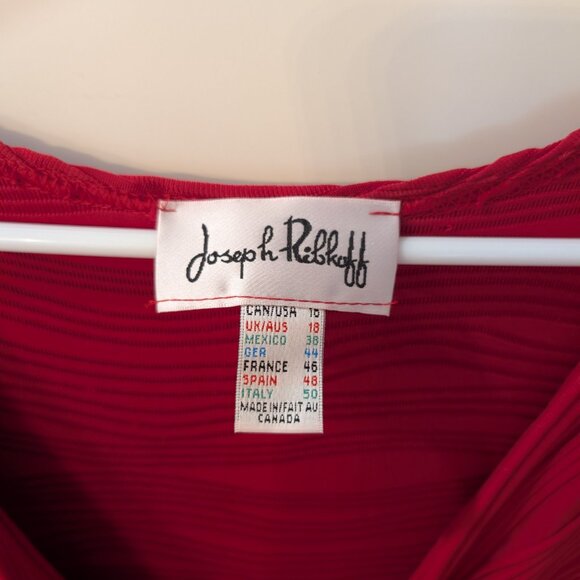 Joseph Ribkoff
CAN/USA 16
UK/AUS 18
MEXICO 38
GER 44
FRANCE 46
SPAIN 48
ITALY 50
MADE IN/FAIT AU
CANADA